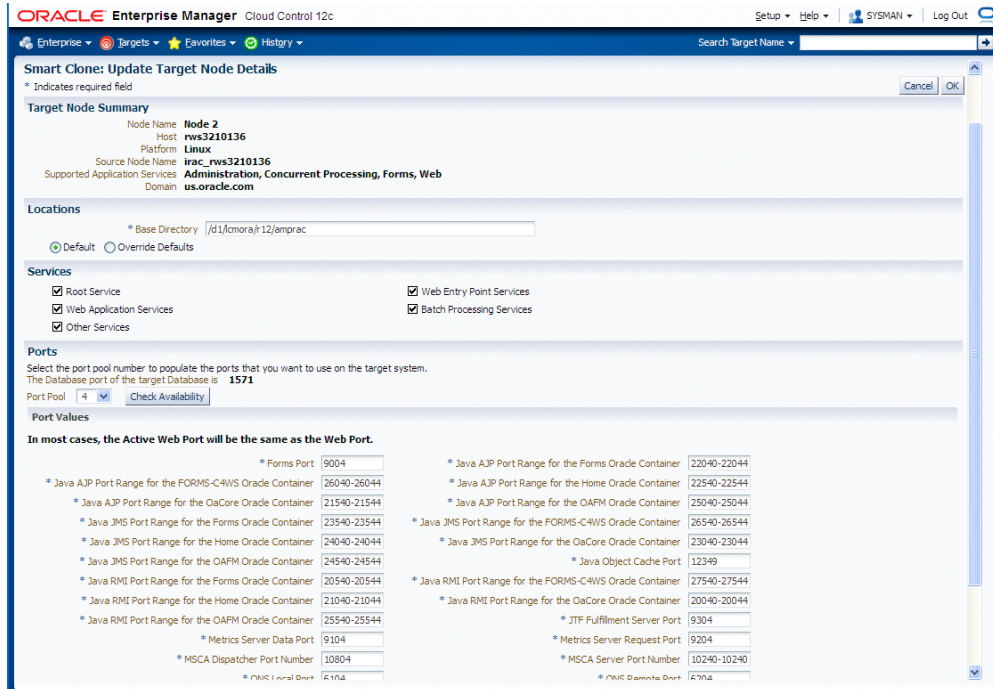 ORACLE Enterprise Manager Cloud Control 12c
Setup Help SYSMAN Log Out
Enterprise Targets Favorites History Search Target Name
Smart Clone: Update Target Node Details
* Indicates required field
Cancel OK
Target Node Summary
Node Name Node 2
Host rws3210136
Platform Linux
Source Node Name irac_rws3210136
Supported Application Services Administration, Concurrent Processing, Forms, Web
Domain us.oracle.com
Locations
* Base Directory /d1/lcmora/r12/amprac
Default Override Defaults
Services
Root Service Web Entry Point Services
Web Application Services Batch Processing Services
Other Services
Ports
Select the port pool number to populate the ports that you want to use on the target system.
The Database port of the target Database is 1571
Port Pool 4 Check Availability
Port Values
In most cases, the Active Web Port will be the same as the Web Port.
* Forms Port 9004 * Java AJP Port Range for the Forms Oracle Container 22040-22044
* Java AJP Port Range for the FORMS-C4WS Oracle Container 26040-26044 * Java AJP Port Range for the Home Oracle Container 22540-22544
* Java AJP Port Range for the OaCore Oracle Container 21540-21544 * Java AJP Port Range for the OAFM Oracle Container 25040-25044
* Java JMS Port Range for the Forms Oracle Container 23540-23544 * Java JMS Port Range for the FORMS-C4WS Oracle Container 26540-26544
* Java JMS Port Range for the Home Oracle Container 24040-24044 * Java JMS Port Range for the OaCore Oracle Container 23040-23044
* Java JMS Port Range for the OAFM Oracle Container 24540-24544 * Java Object Cache Port 12349
* Java RMI Port Range for the Forms Oracle Container 20540-20544 * Java RMI Port Range for the FORMS-C4WS Oracle Container 27540-27544
* Java RMI Port Range for the Home Oracle Container 21040-21044 * Java RMI Port Range for the OaCore Oracle Container 20040-20044
* Java RMI Port Range for the OAFM Oracle Container 25540-25544 * JTF Fulfillment Server Port 9304
* Metrics Server Data Port 9104 * Metrics Server Request Port 9204
* MSCA Dispatcher Port Number 10804 * MSCA Server Port Number 10240-10240
* ONS Local Port 6104 * ONS Remote Port 6204